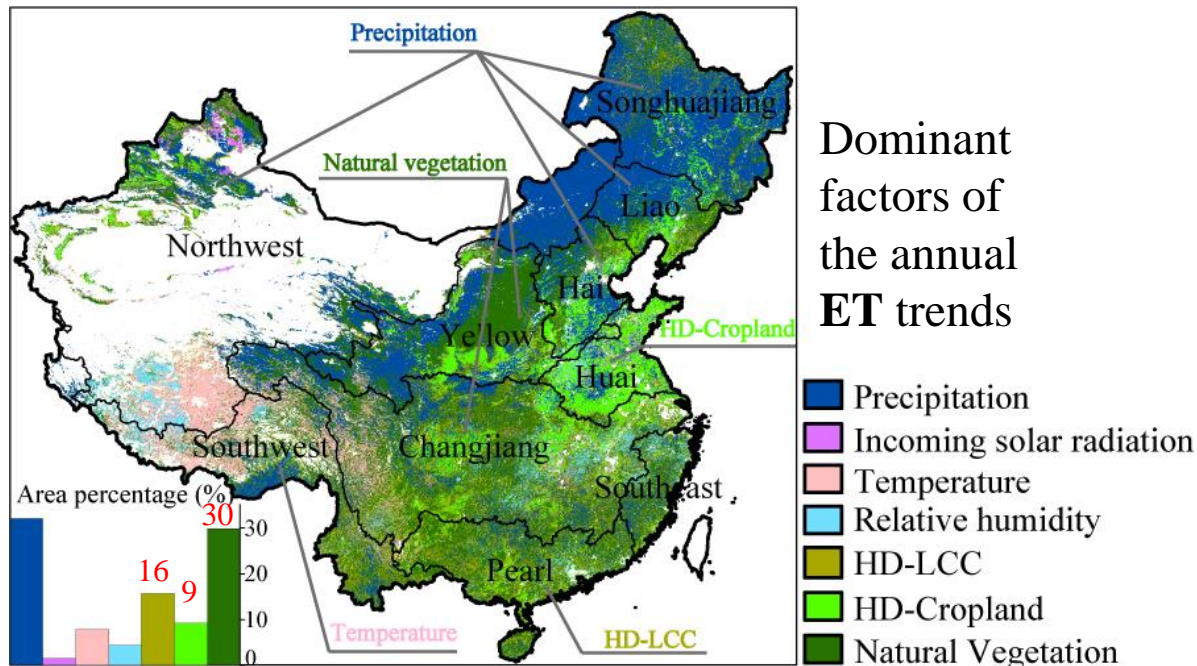 Precipitation
Songhuajiang
Natural vegetation
Liao
Northwest
Hai
Yellow
HD-Cropland
Huai
Southwest
Changjiang
Southeast
Pearl
Temperature
HD-LCC
Area percentage (%)
30
16
9
30
20
10
0
Dominant
factors of
the annual
ET trends
Precipitation
Incoming solar radiation
Temperature
Relative humidity
HD-LCC
HD-Cropland
Natural Vegetation